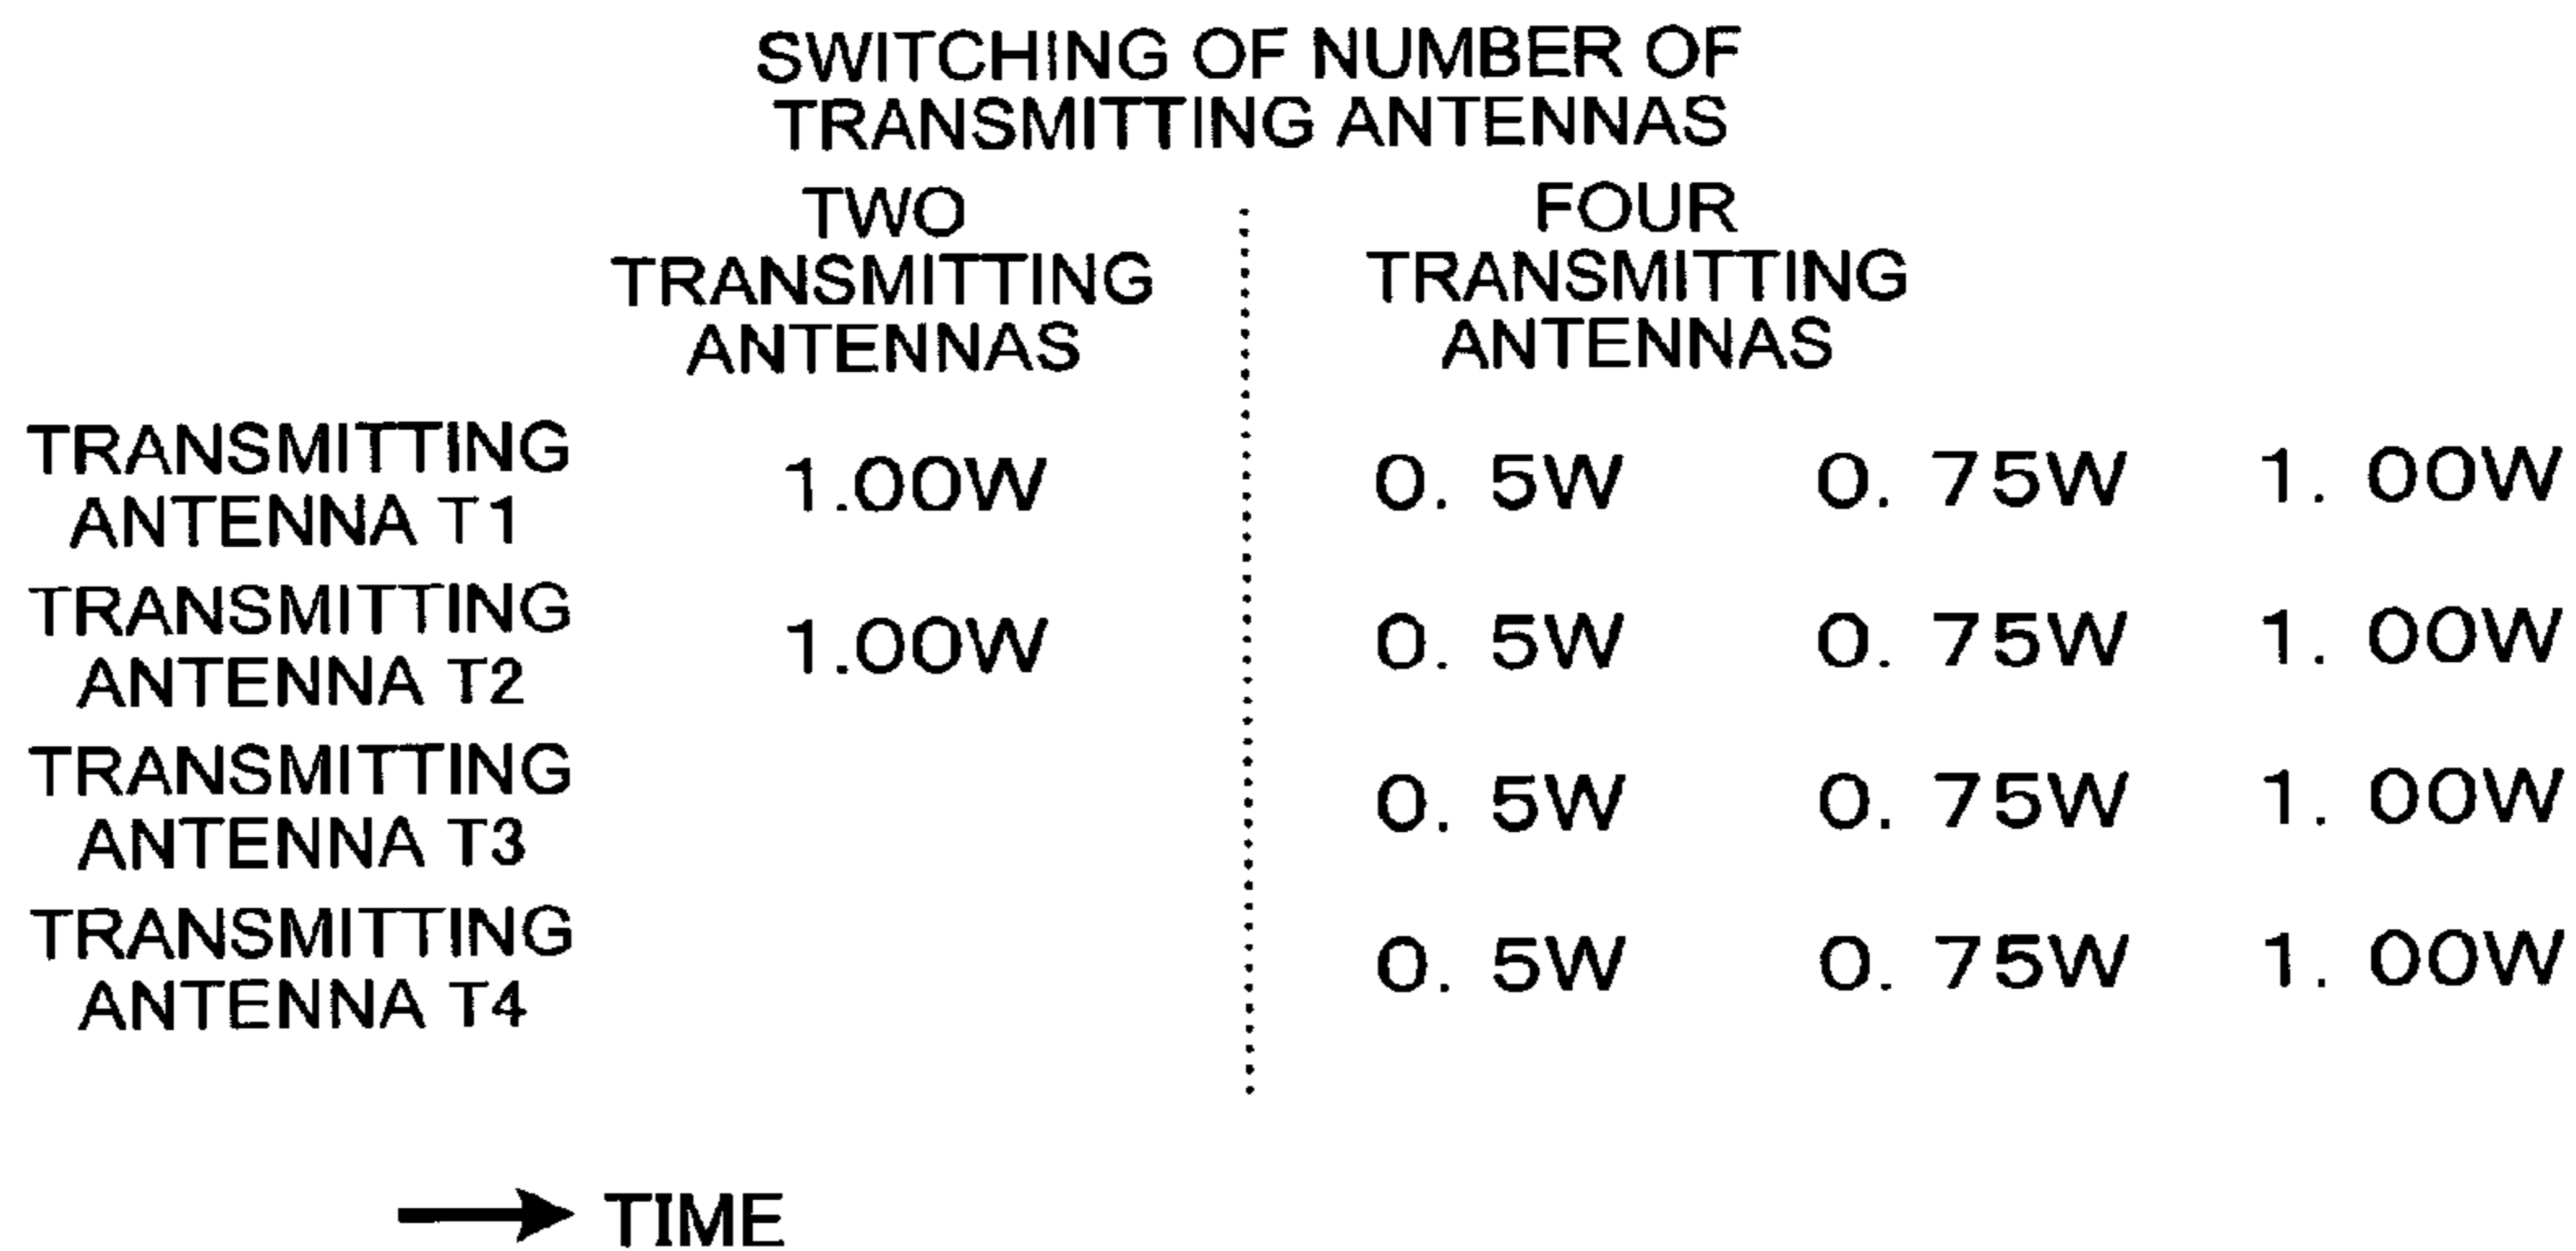 SWITCHING OF NUMBER OF
TRANSMITTING ANTENNAS
TWO
TRANSMITTING
ANTENNAS
FOUR
TRANSMITTING
ANTENNAS
TRANSMITTING
ANTENNA T1
1.00W 0. 5W 0. 75W 1. 00W
TRANSMITTING
ANTENNA T2
1.00W 0. 5W 0. 75W 1. 00W
TRANSMITTING
ANTENNA T3
0. 5W 0. 75W 1. 00W
TRANSMITTING
ANTENNA T4
0. 5W 0. 75W 1. 00W
TIME